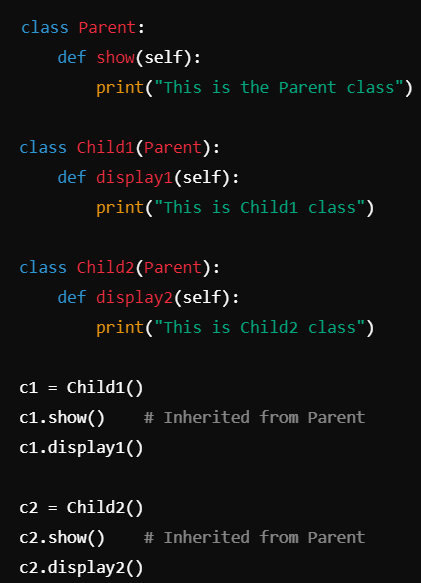 class Parent:
    def show(self):
        print("This is the Parent class")

class Child1(Parent):
    def display1(self):
        print("This is Child1 class")

class Child2(Parent):
    def display2(self):
        print("This is Child2 class")

c1 = Child1()
c1.show()    # Inherited from Parent
c1.display1()

c2 = Child2()
c2.show()    # Inherited from Parent
c2.display2()